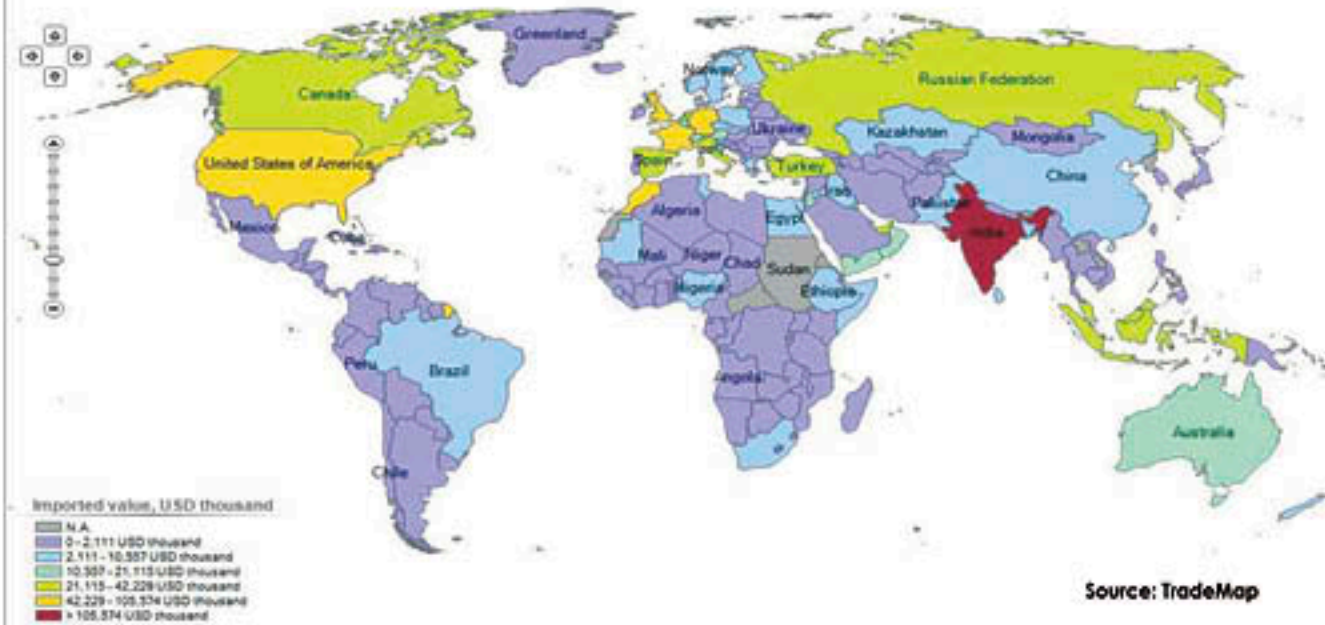 Greenland
Norway
Russian Federation
Canada
Ukraine
Kazakhstan
Mongolia
United States of America
Spain
Turkey
China
Iraq
Pakistan
Mexico
Cuba
Algeria
Egypt
India
Mali
Niger
Chad
Sudan
Nigeria
Ethiopia
Peru
Brazil
Angola
Australia
Chile
Imported value, USD thousand
N.A.
0 - 2,111 USD thousand
2,111 - 10,557 USD thousand
10,557 - 21,115 USD thousand
21,115 - 42,229 USD thousand
42,229 - 105,574 USD thousand
> 105,574 USD thousand
Source: TradeMap